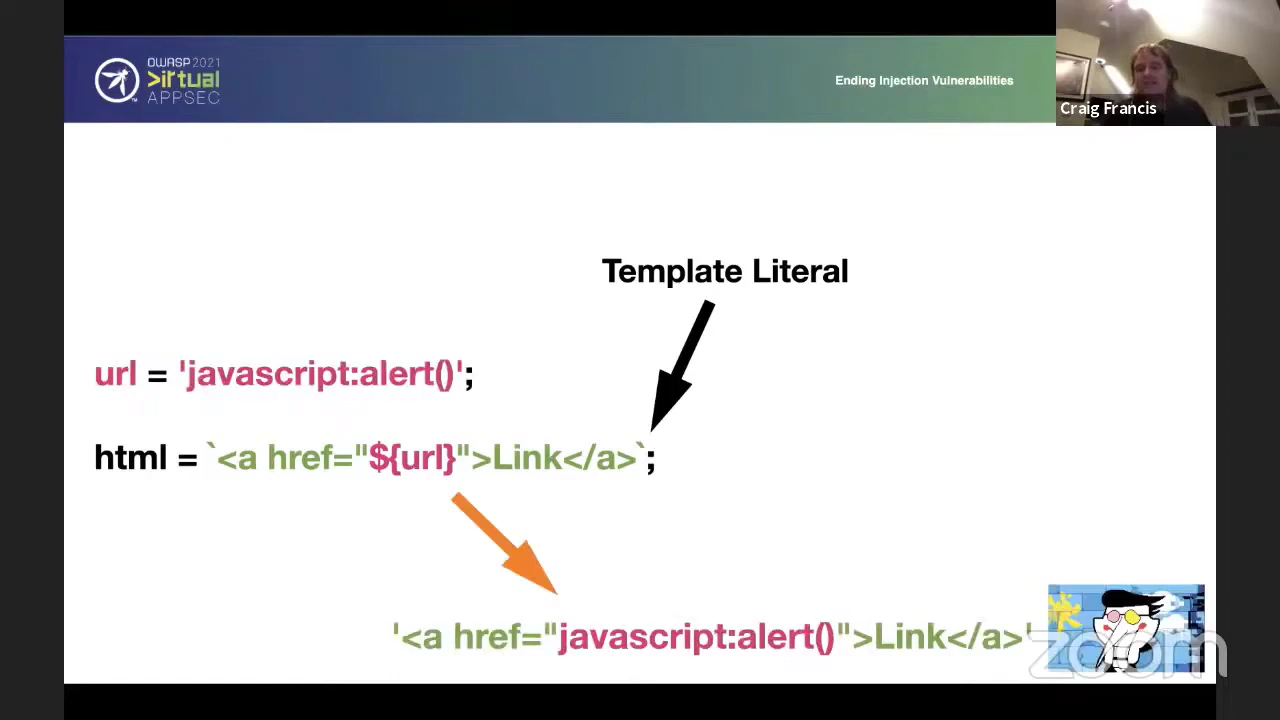 OWASP 2021
>irtual
APPSEC
Ending Injection Vulnerabilities
Craig Francis
Template Literal
url = 'javascript:alert()';
html = `<a href="${url}">Link</a>`;
'<a href="javascript:alert()">Link</a>'
zoom